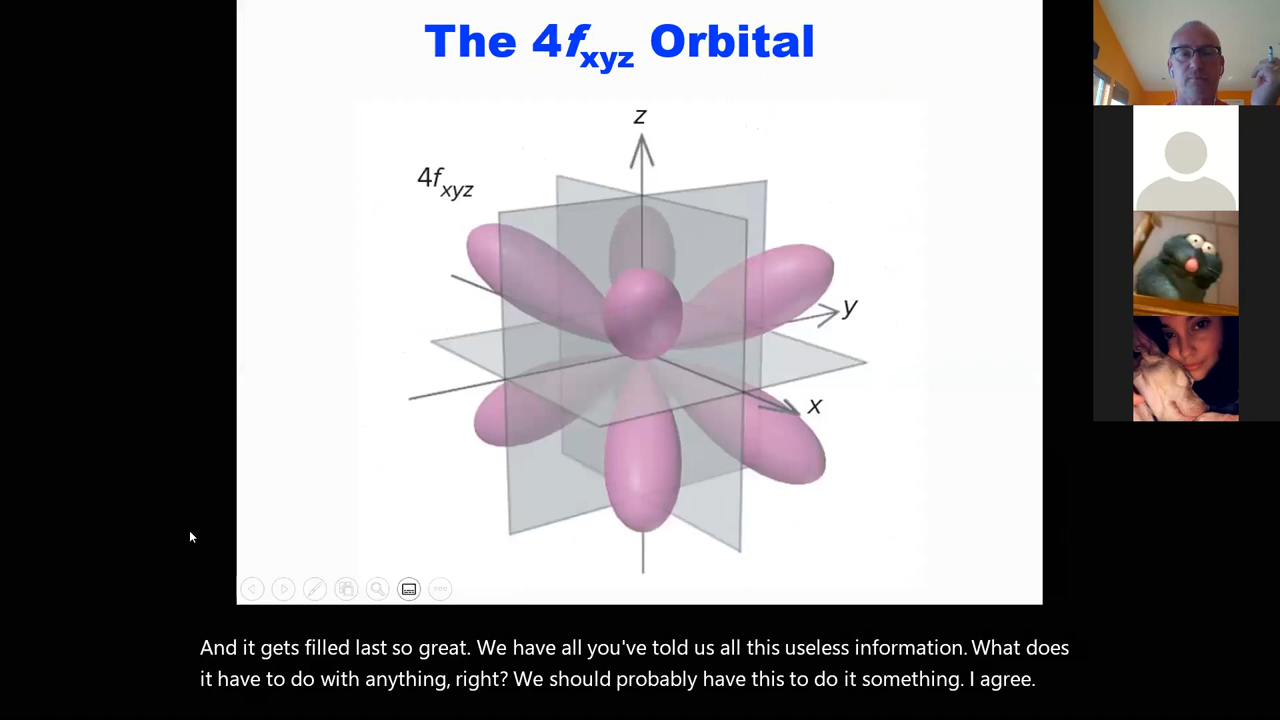 The 4fxyz Orbital
z
4fxyz
y
x
And it gets filled last so great. We have all you've told us all this useless information. What does
it have to do with anything, right? We should probably have this to do it something. I agree.